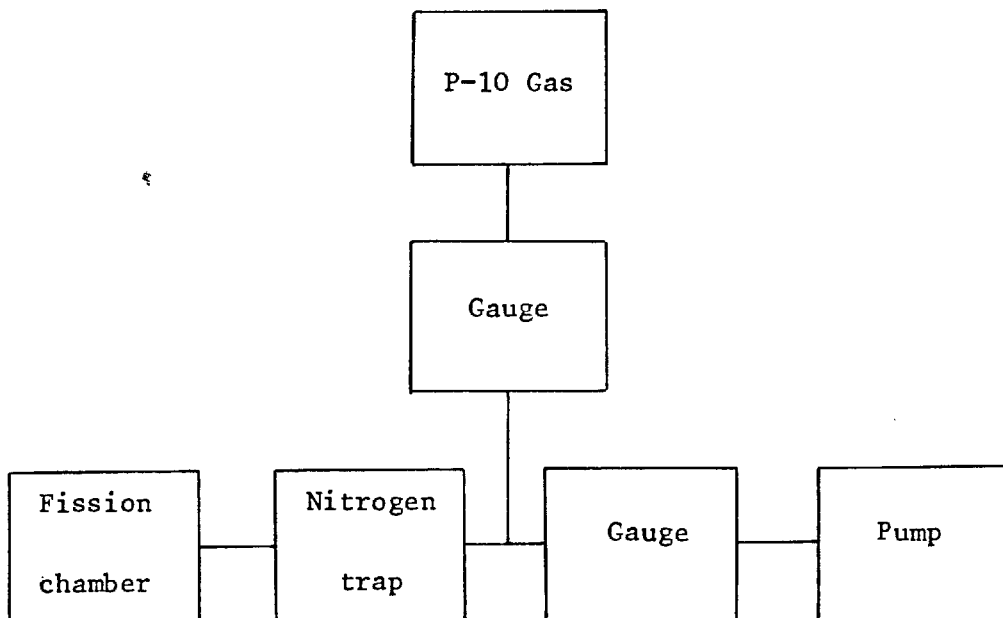 P-10 Gas
Gauge
Fission
chamber
Nitrogen
trap
Gauge
Pump